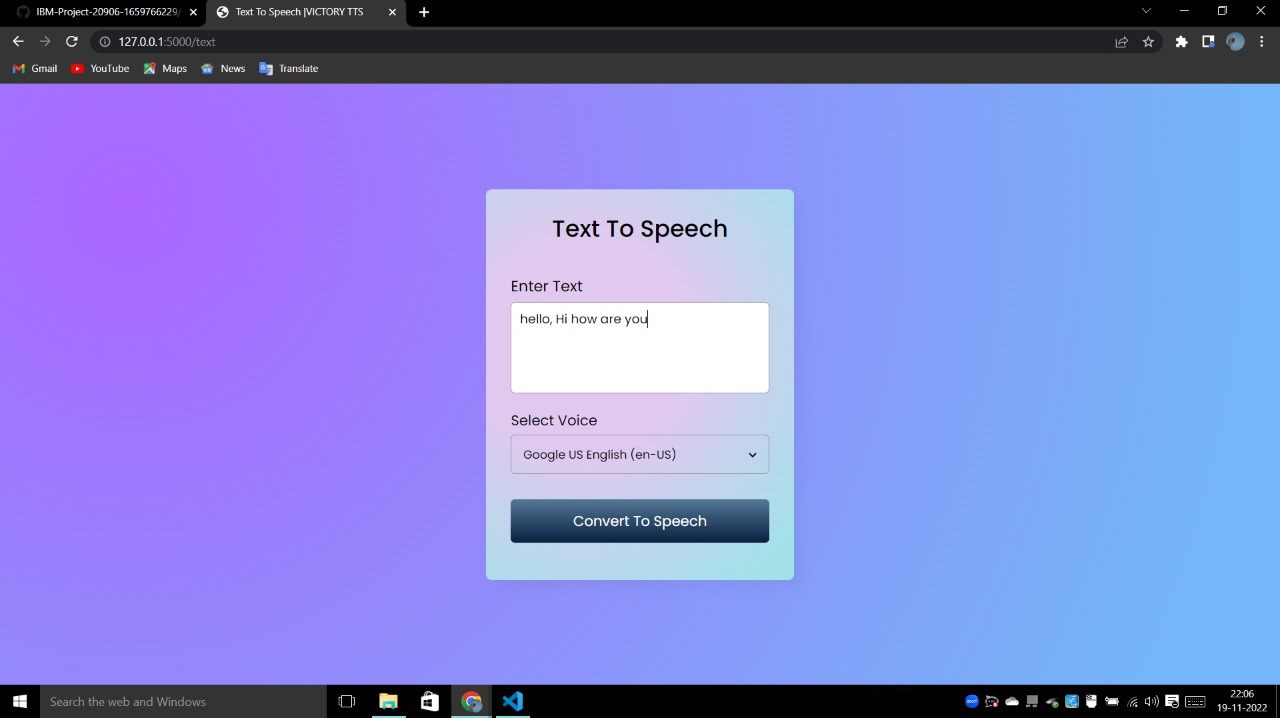 IBM-Project-20906-1659766229/
Text To Speech |VICTORY TTS
127.0.0.1:5000/text
Gmail
YouTube
Maps
News
Translate
Text To Speech
Enter Text
hello, Hi how are you
Select Voice
Google US English (en-US)
Convert To Speech
Search the web and Windows
22:06
19-11-2022